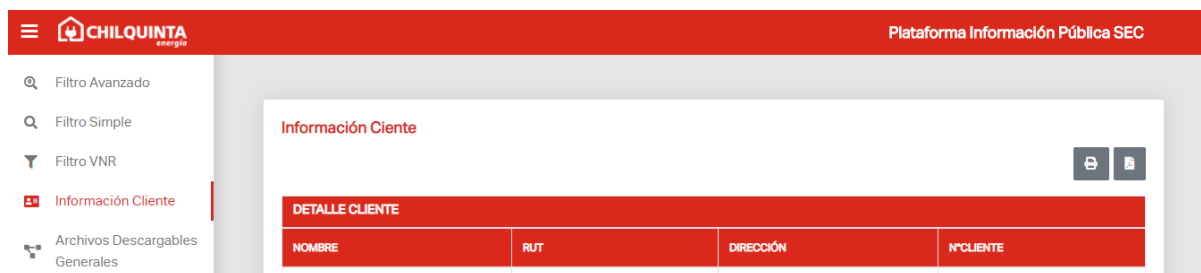 CHILQUINTA
energía
Plataforma Información Pública SEC
Filtro Avanzado
Filtro Simple
Filtro VNR
Información Cliente
Archivos Descargables
Generales
Información Ciente
DETALLE CLIENTE
NOMBRE RUT DIRECCIÓN N°CLIENTE